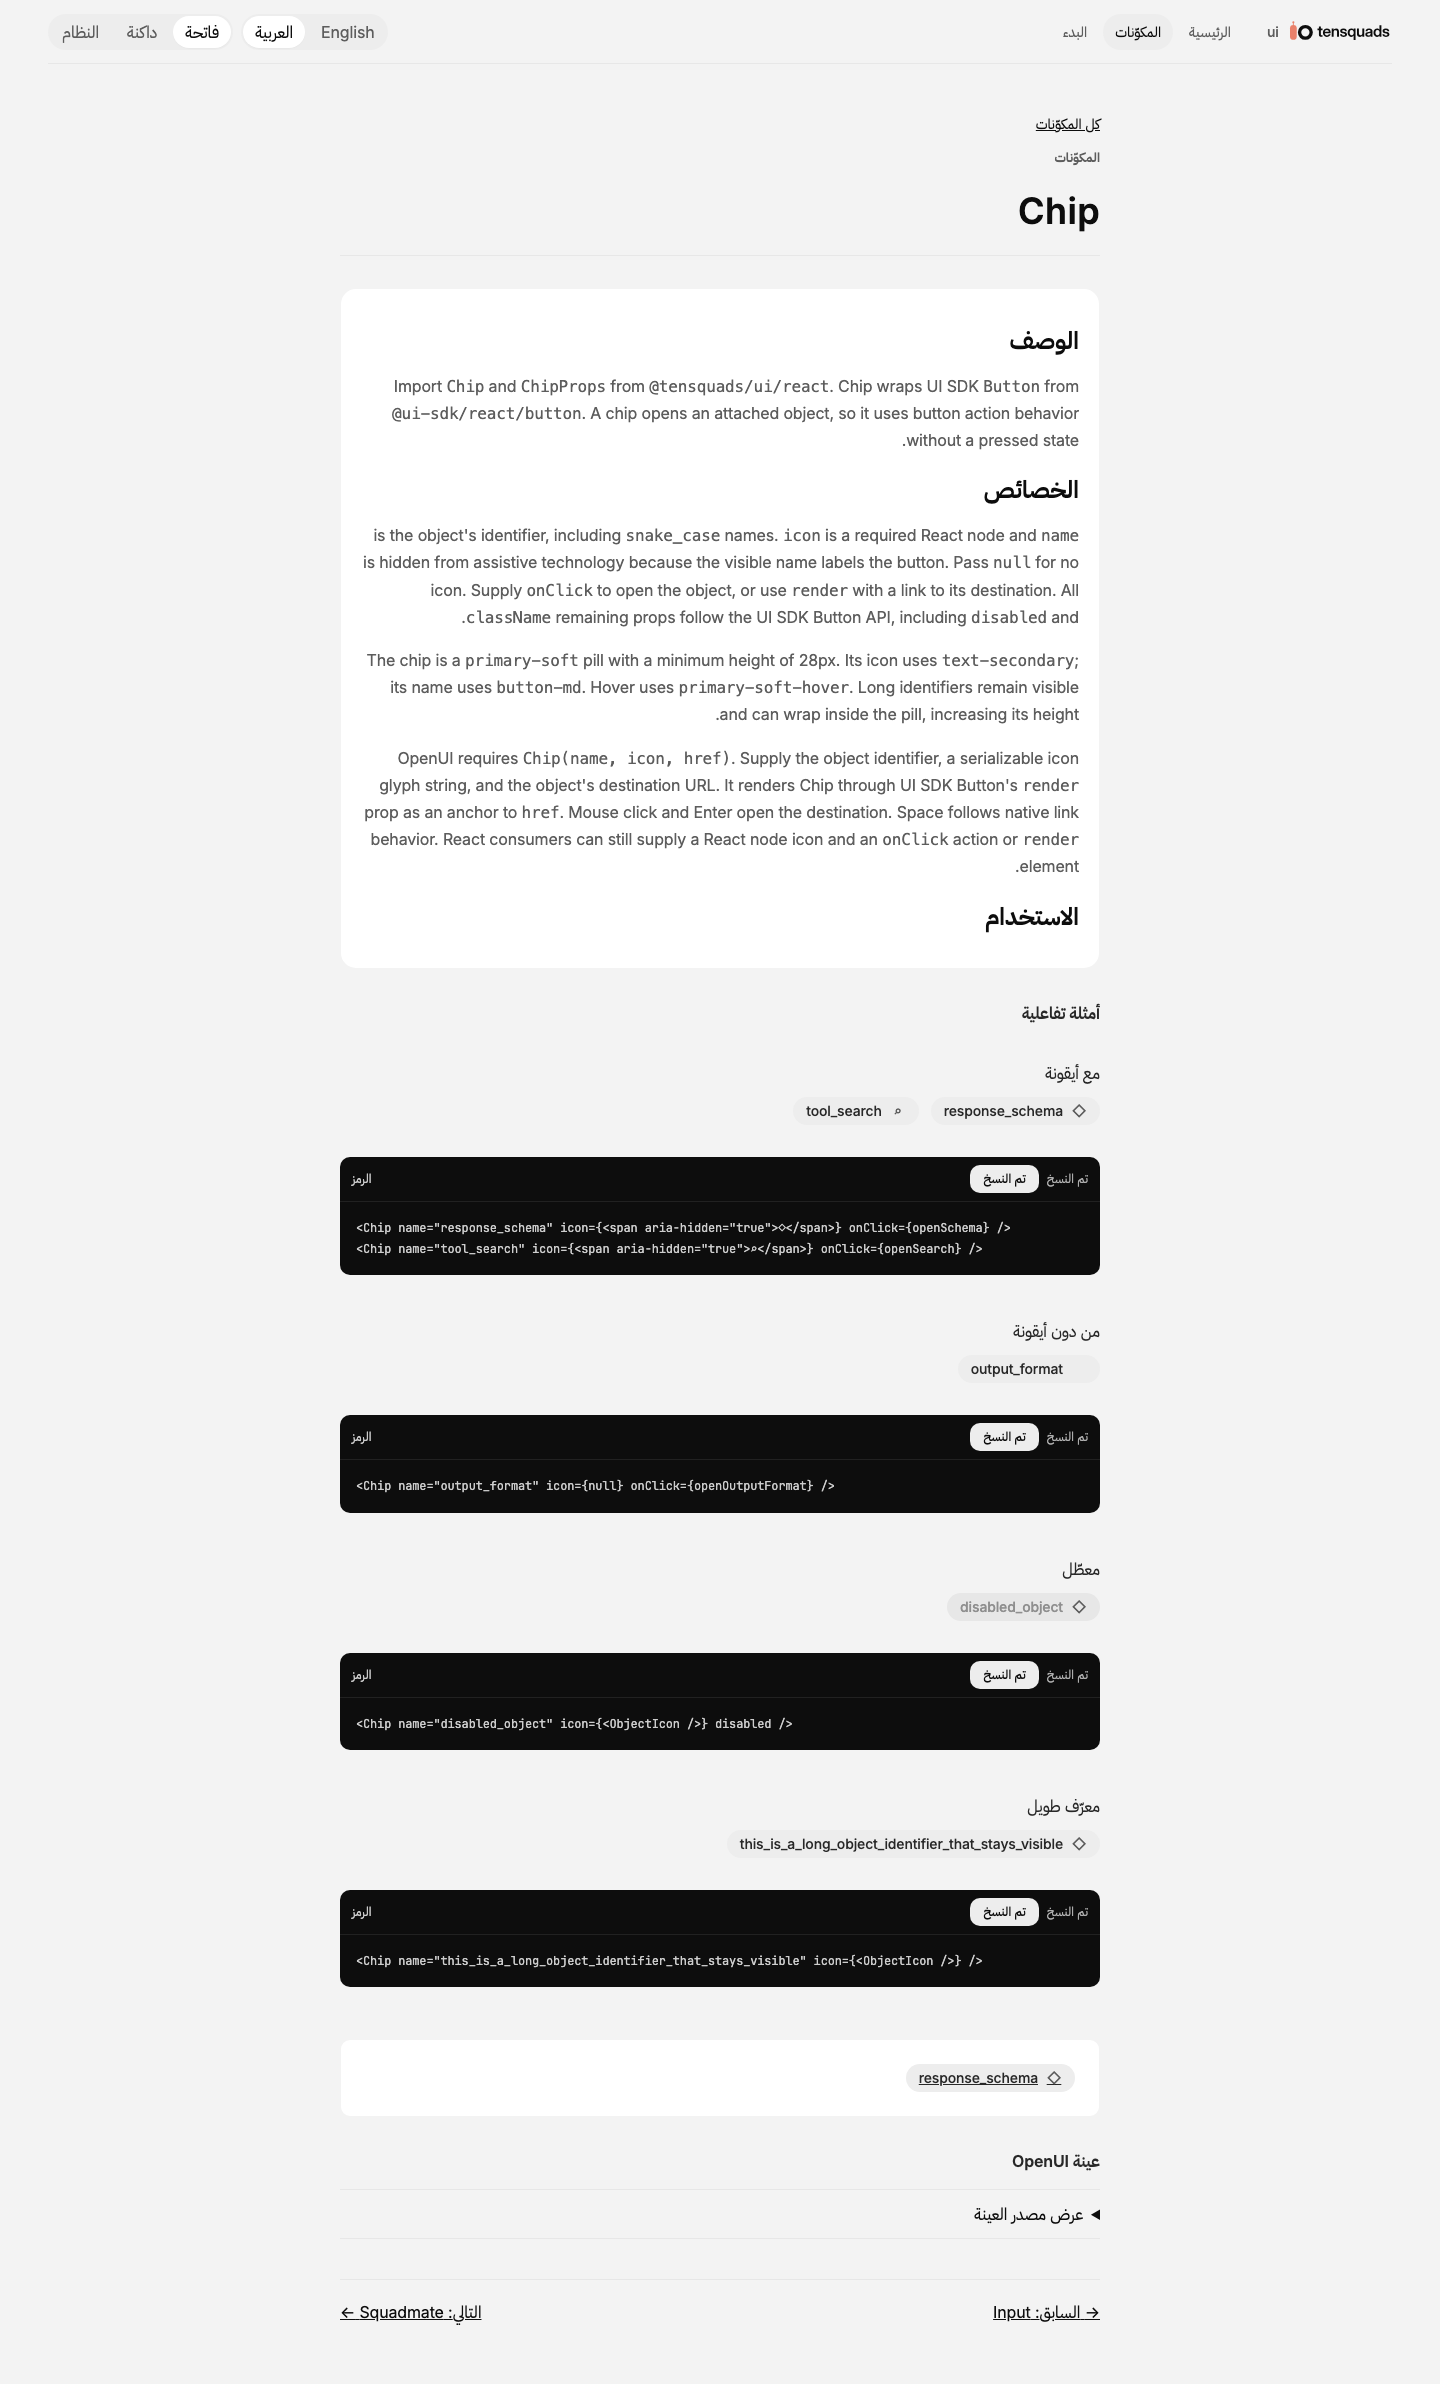 tensquads ui الرئيسية المكوّنات البدء English العربية فاتحة داكنة النظام
كل المكوّنات
المكوّنات
Chip
الوصف
Import Chip and ChipProps from @tensquads/ui/react. Chip wraps UI SDK Button from
@ui-sdk/react/button. A chip opens an attached object, so it uses button action behavior
.without a pressed state
الخصائص
is the object's identifier, including snake_case names. icon is a required React node and name
is hidden from assistive technology because the visible name labels the button. Pass null for no
icon. Supply onClick to open the object, or use render with a link to its destination. All
.className remaining props follow the UI SDK Button API, including disabled and
The chip is a primary-soft pill with a minimum height of 28px. Its icon uses text-secondary;
its name uses button-md. Hover uses primary-soft-hover. Long identifiers remain visible
.and can wrap inside the pill, increasing its height
OpenUI requires Chip(name, icon, href). Supply the object identifier, a serializable icon
glyph string, and the object's destination URL. It renders Chip through UI SDK Button's render
prop as an anchor to href. Mouse click and Enter open the destination. Space follows native link
behavior. React consumers can still supply a React node icon and an onClick action or render
.element
الاستخدام
أمثلة تفاعلية
مع أيقونة
◇ response_schema ⌕ tool_search
تم النسخ تم النسخ الرمز
<Chip name="response_schema" icon={<span aria-hidden="true">◇</span>} onClick={openSchema} />
<Chip name="tool_search" icon={<span aria-hidden="true">⌕</span>} onClick={openSearch} />
من دون أيقونة
output_format
تم النسخ تم النسخ الرمز
<Chip name="output_format" icon={null} onClick={openOutputFormat} />
معطّل
◇ disabled_object
تم النسخ تم النسخ الرمز
<Chip name="disabled_object" icon={<ObjectIcon />} disabled />
معرّف طويل
◇ this_is_a_long_object_identifier_that_stays_visible
تم النسخ تم النسخ الرمز
<Chip name="this_is_a_long_object_identifier_that_stays_visible" icon={<ObjectIcon />} />
◇ response_schema
عينة OpenUI
عرض مصدر العينة
→ السابق: Input التالي: Squadmate ←